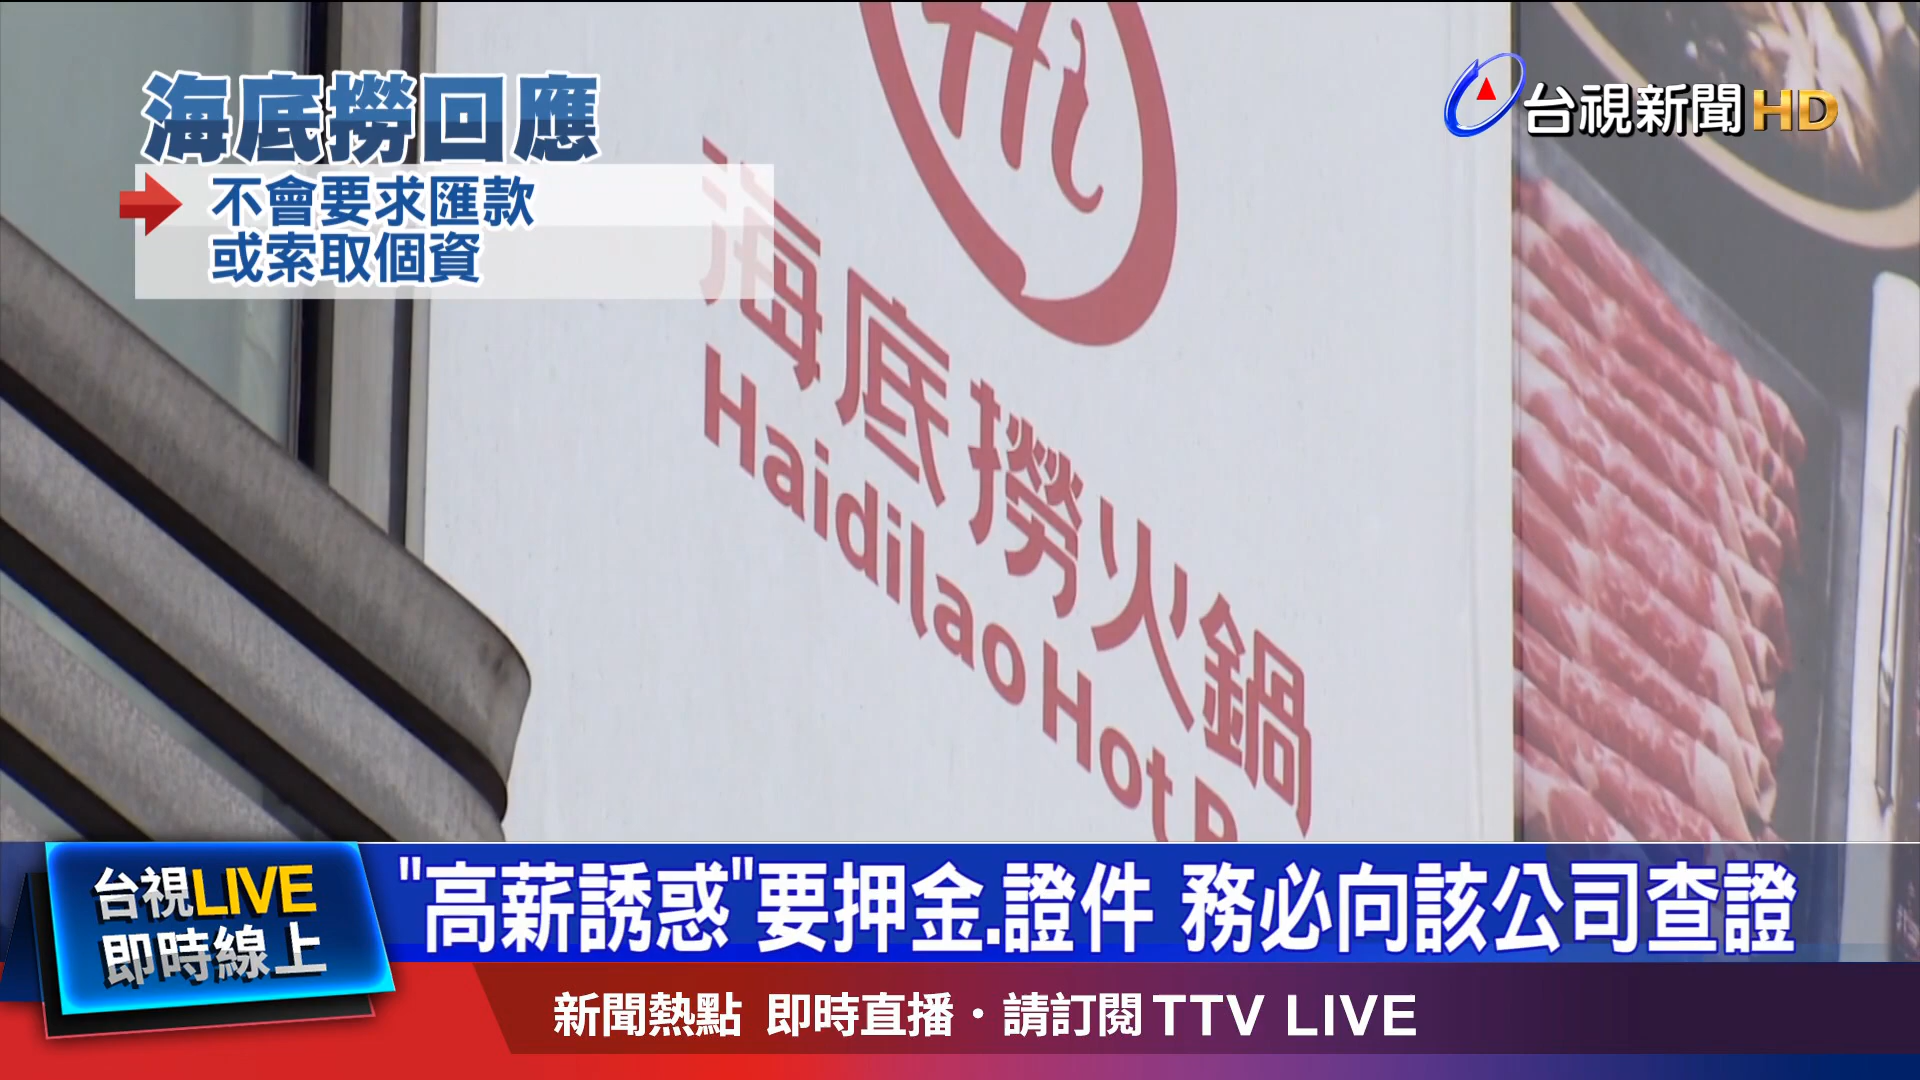 海底撈回應
不會要求匯款
或索取個資
台視新聞HD
Hi
海底撈火鍋
Haidilao Hot P
台視LIVE
即時線上
"高薪誘惑"要押金.證件 務必向該公司查證
新聞熱點 即時直播·請訂閱TTV LIVE